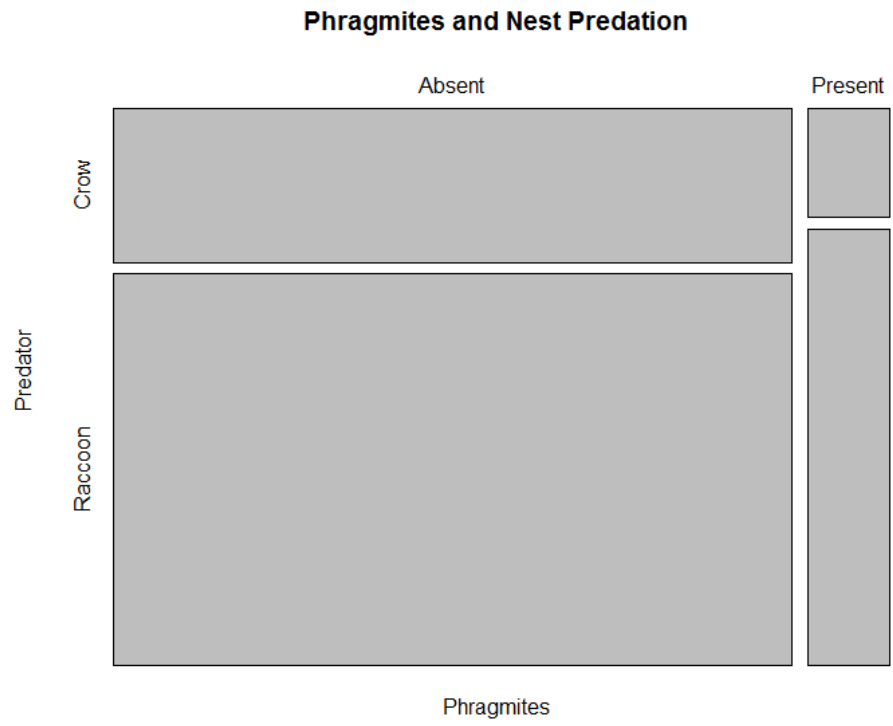 Phragmites and Nest Predation
Absent
Present
Crow
Predator
Raccoon
Phragmites